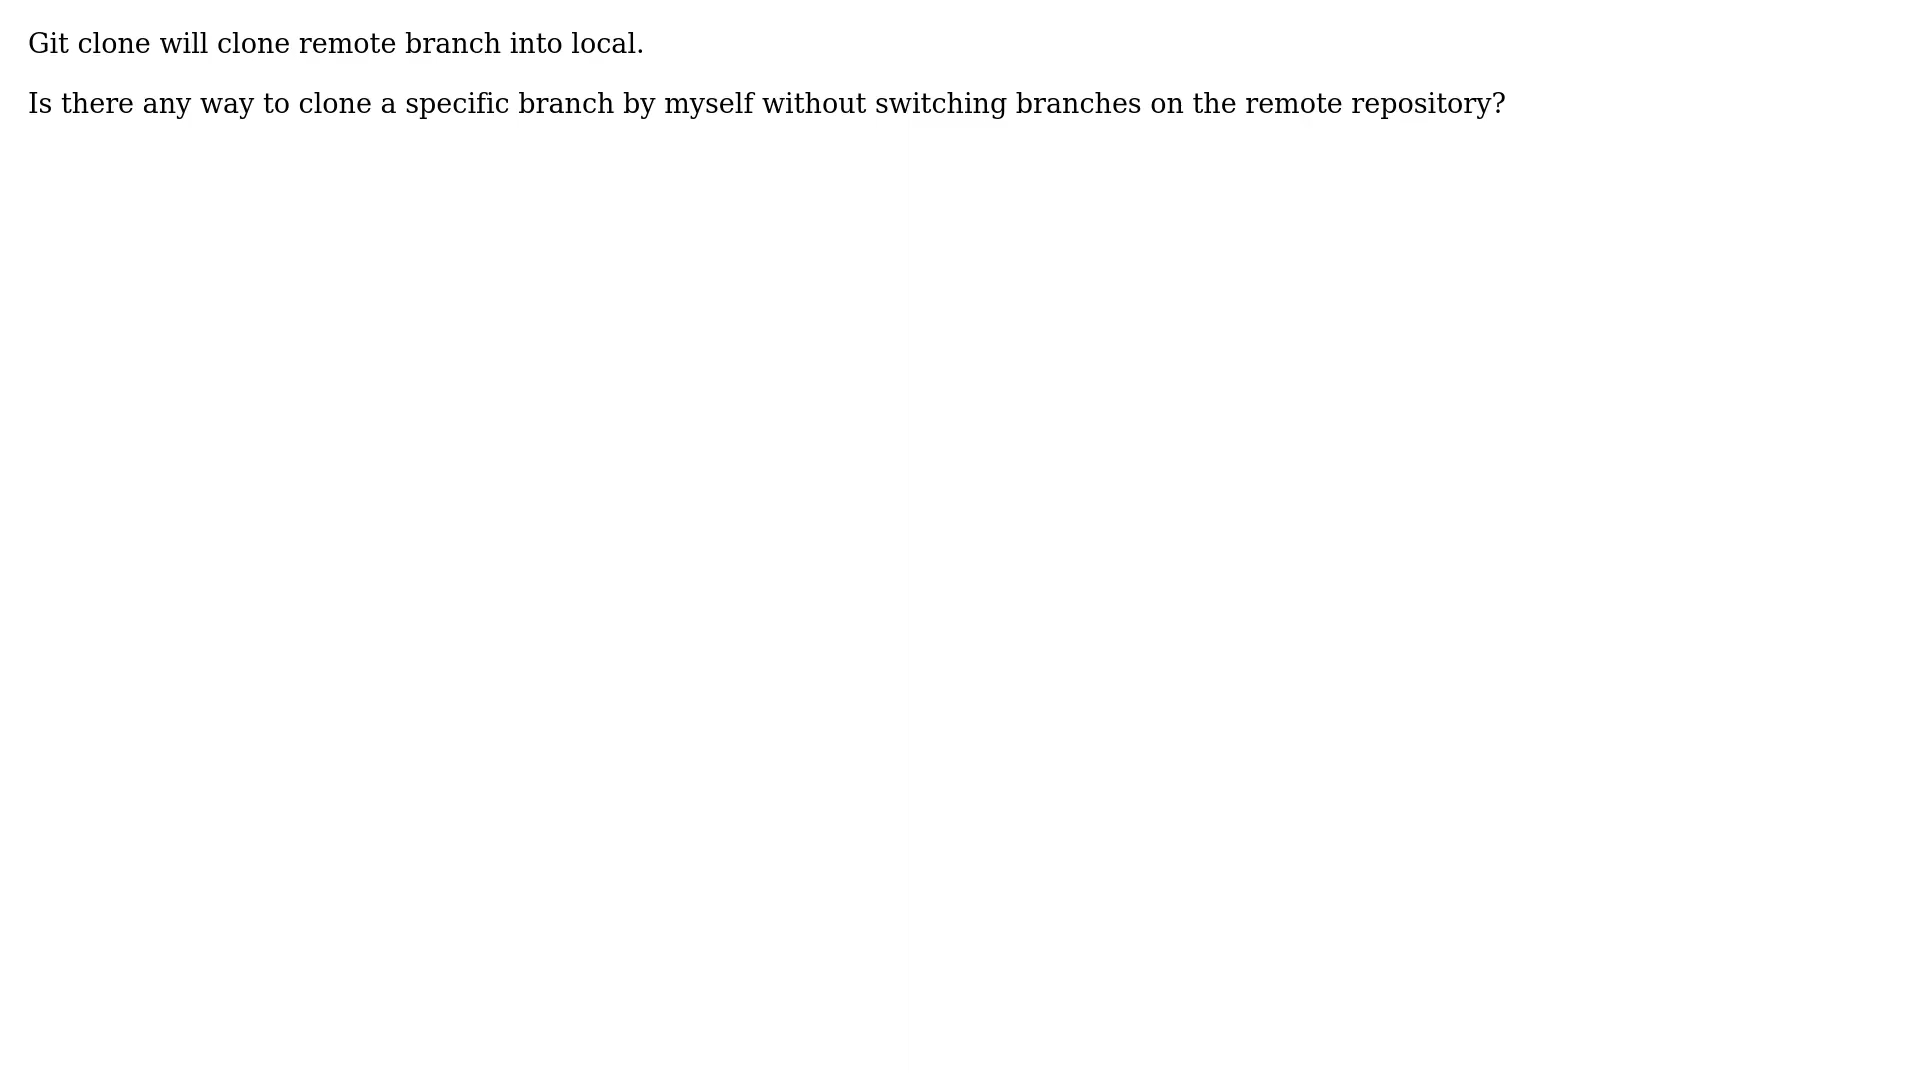 Git clone will clone remote branch into local.
Is there any way to clone a specific branch by myself without switching branches on the remote repository?